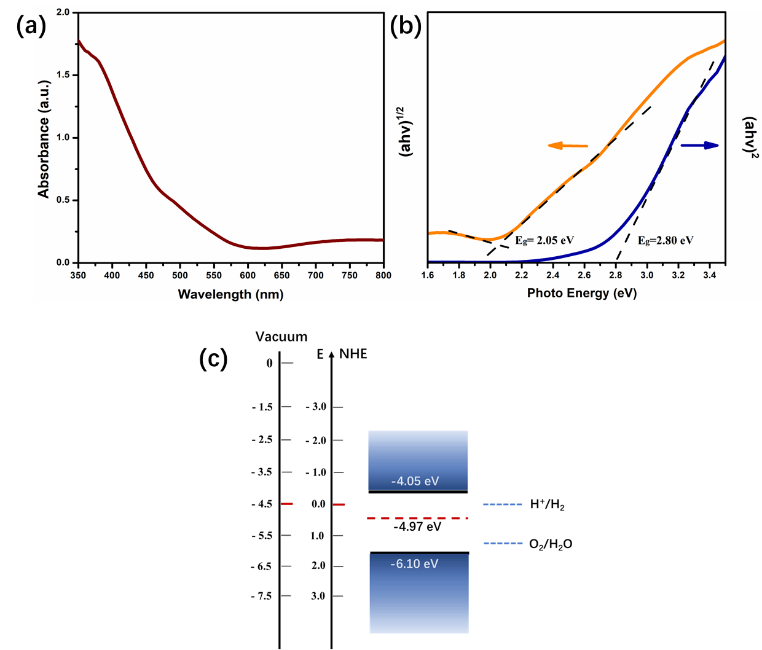 (a)
2.0
1.5
1.0
0.5
0.0
Absorbance (a.u.)
350 400 450 500 550 600 650 700 750 800
Wavelength (nm)
(b)
(ahv)1/2
(ahv)2
Eg= 2.05 eV
Eg=2.80 eV
1.6 1.8 2.0 2.2 2.4 2.6 2.8 3.0 3.2 3.4
Photo Energy (eV)
(c)
Vacuum
E NHE
0
- 1.5 - 3.0
- 2.5 - 2.0
- 3.5 - 1.0
- 4.5 0.0
- 5.5 1.0
- 6.5 2.0
- 7.5 3.0
-4.05 eV
-4.97 eV
-6.10 eV
H+/H2
O2/H2O